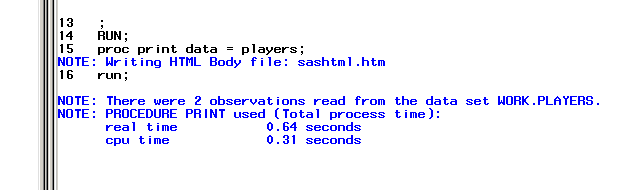 13   ;
14   RUN;
15   proc print data = players;
NOTE: Writing HTML Body file: sashtml.htm
16   run;
NOTE: There were 2 observations read from the data set WORK.PLAYERS.
NOTE: PROCEDURE PRINT used (Total process time):
      real time           0.64 seconds
      cpu time            0.31 seconds